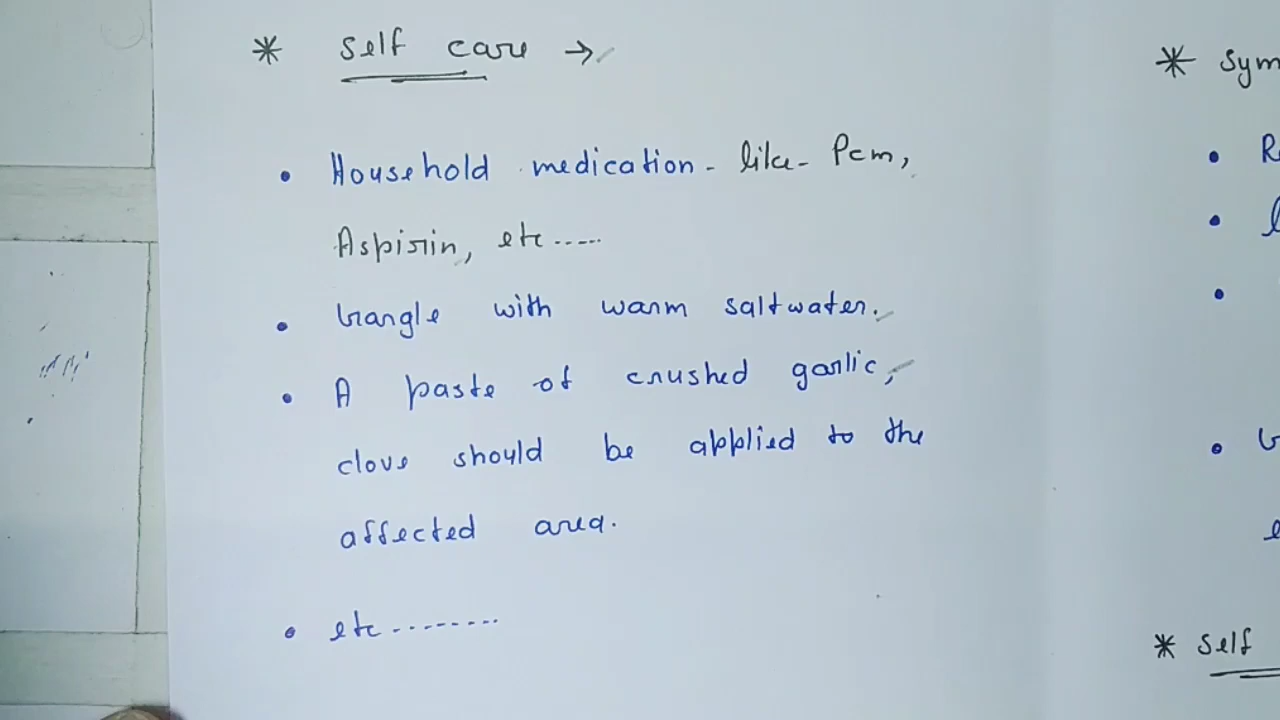 * Self care →
• Household medication - like - Pcm,
Aspirin, etc.....
• Gargle with warm saltwater.
• A paste of crushed garlic,
clove should be applied to the
affected area.
• etc........
* Sym
•
•
•
•
* Self